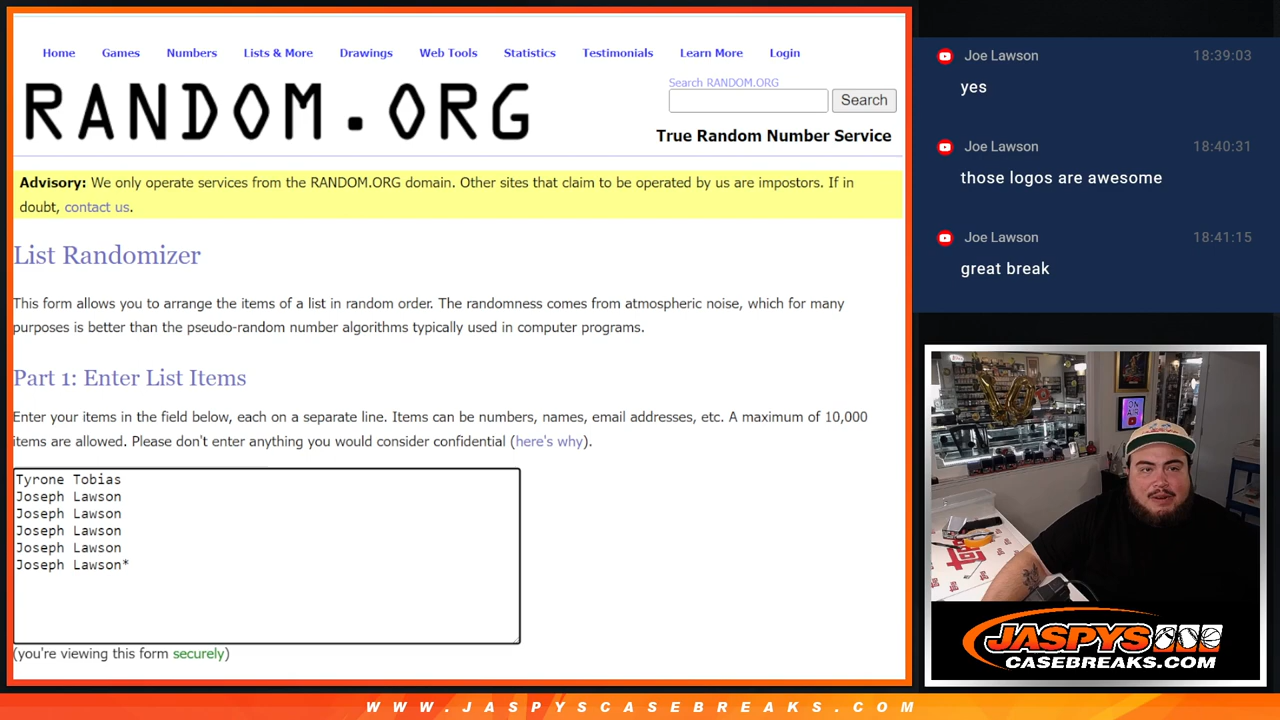 Home Games Numbers Lists & More Drawings Web Tools Statistics Testimonials Learn More Login
RANDOM.ORG
Search RANDOM.ORG
Search
True Random Number Service
Advisory: We only operate services from the RANDOM.ORG domain. Other sites that claim to be operated by us are impostors. If in
doubt, contact us.
List Randomizer
This form allows you to arrange the items of a list in random order. The randomness comes from atmospheric noise, which for many
purposes is better than the pseudo-random number algorithms typically used in computer programs.
Part 1: Enter List Items
Enter your items in the field below, each on a separate line. Items can be numbers, names, email addresses, etc. A maximum of 10,000
items are allowed. Please don't enter anything you would consider confidential (here's why).
Tyrone Tobias
Joseph Lawson
Joseph Lawson
Joseph Lawson
Joseph Lawson
Joseph Lawson*
(you're viewing this form securely)
Joe Lawson 18:39:03
yes
Joe Lawson 18:40:31
those logos are awesome
Joe Lawson 18:41:15
great break
ON
AIR
JASPYS
CASEBREAKS.COM
WWW.JASPYSCASEBREAKS.COM